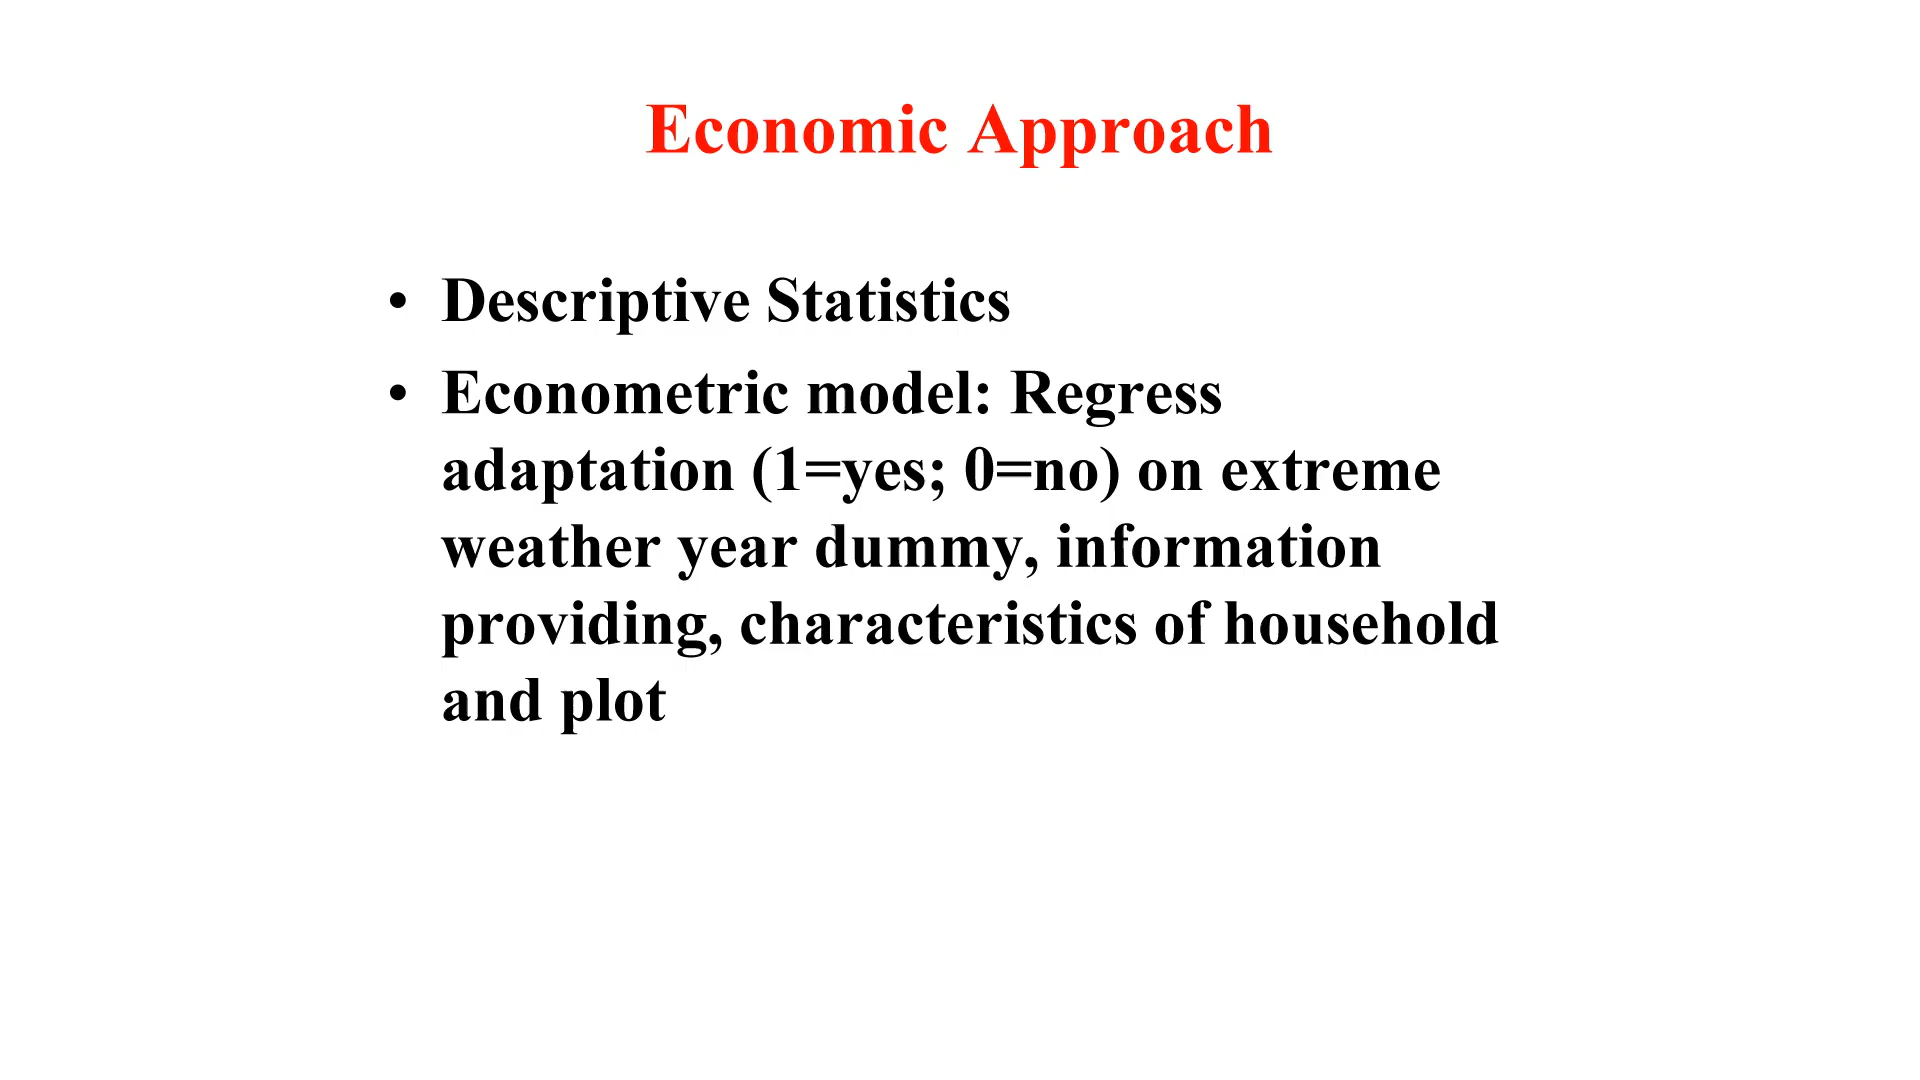 Economic Approach
• Descriptive Statistics
• Econometric model: Regress
adaptation (1=yes; 0=no) on extreme
weather year dummy, information
providing, characteristics of household
and plot